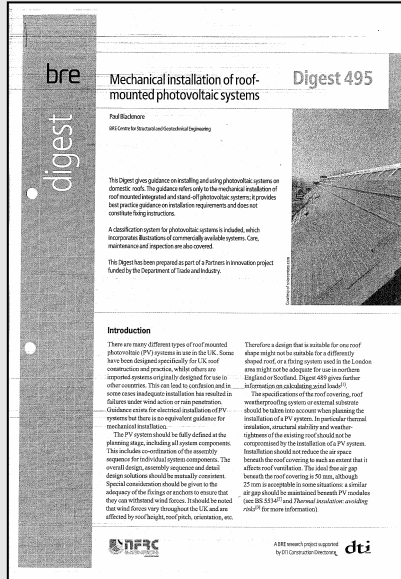 bre
digest
Mechanical installation of roof-
mounted photovoltaic systems
Digest 495
Paul Blackmore
BRE Centre for Structural and Geotechnical Engineering
This Digest gives guidance on installing and using photovoltaic systems on
domestic roofs. The guidance refers only to the mechanical installation of
roof mounted integrated and stand-off photovoltaic systems; it provides
best practice guidance on installation requirements and does not
constitute fixing instructions.
A classification system for photovoltaic systems is included, which
incorporates illustrations of commercially available systems. Care,
maintenance and inspection are also covered.
This Digest has been prepared as part of a Partners in Innovation project
funded by the Department of Trade and Industry.
Introduction
There are many different types of roof mounted
photovoltaic (PV) systems in use in the UK. Some
have been designed specifically for UK roof
construction and practice, whilst others are
imported systems originally designed for use in
other countries. This can lead to confusion and in
some cases inadequate installation has resulted in
failures under wind action or rain penetration.
Guidance exists for electrical installation of PV
systems but there is no equivalent guidance for
mechanical installation.
The PV system should be fully defined at the
planning stage, including all system components.
This includes co-ordination of the assembly
sequence for individual system components. The
overall design, assembly sequence and detail
design solutions should be mutually consistent.
Special consideration should be given to the
adequacy of the fixings or anchors to ensure that
they can withstand wind forces. It should be noted
that wind forces vary throughout the UK and are
affected by roof height, roof pitch, orientation, etc.
Therefore a design that is suitable for one roof
shape might not be suitable for a differently
shaped roof, or a fixing system used in the London
area might not be adequate for use in northern
England or Scotland. Digest 489 gives further
information on calculating wind loads[1].
The specifications of the roof covering, roof
weatherproofing system or external substrate
should be taken into account when planning the
installation of a PV system. In particular thermal
insulation, structural stability and weather-
tightness of the existing roof should not be
compromised by the installation of a PV system.
Installation should not reduce the air space
beneath the roof covering to such an extent that it
affects roof ventilation. The ideal free air gap
beneath the roof covering is 50 mm, although
25 mm is acceptable in some situations: a similar
air gap should be maintained beneath PV modules
(see BS 5534[2] and Thermal insulation: avoiding
risks[3] for more information).
NFRC
A BRE research project supported
by DTI Construction Directorate
dti